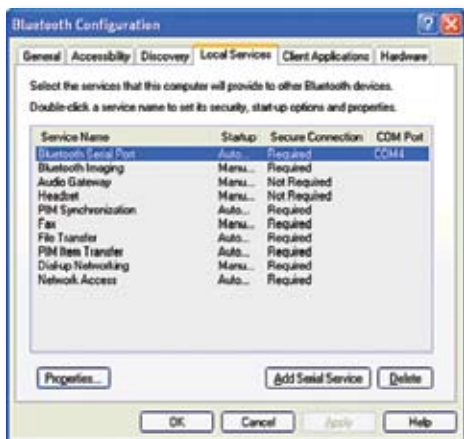 Bluetooth Configuration
General Accessibility Discovery Local Services Client Applications Hardware
Select the services that this computer will provide to other Bluetooth devices.
Double-click a service name to set its security, start-up options and properties.
Service Name Startup Secure Connection COM Port
Bluetooth Serial Port Auto... Required COM4
Bluetooth Imaging Manu... Required
Audio Gateway Manu... Not Required
Headset Manu... Not Required
PIM Synchronization Auto... Required
Fax Manu... Required
File Transfer Auto... Required
PIM Item Transfer Auto... Required
Dial-up Networking Manu... Required
Network Access Auto... Required
Properties... Add Serial Service Delete
OK Cancel Apply Help